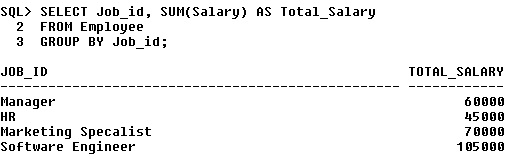 SQL> SELECT Job_id, SUM(Salary) AS Total_Salary
2 FROM Employee
3 GROUP BY Job_id;
JOB_ID TOTAL_SALARY
-------------------------------------------------- ------------
Manager 60000
HR 45000
Marketing Specalist 70000
Software Engineer 105000